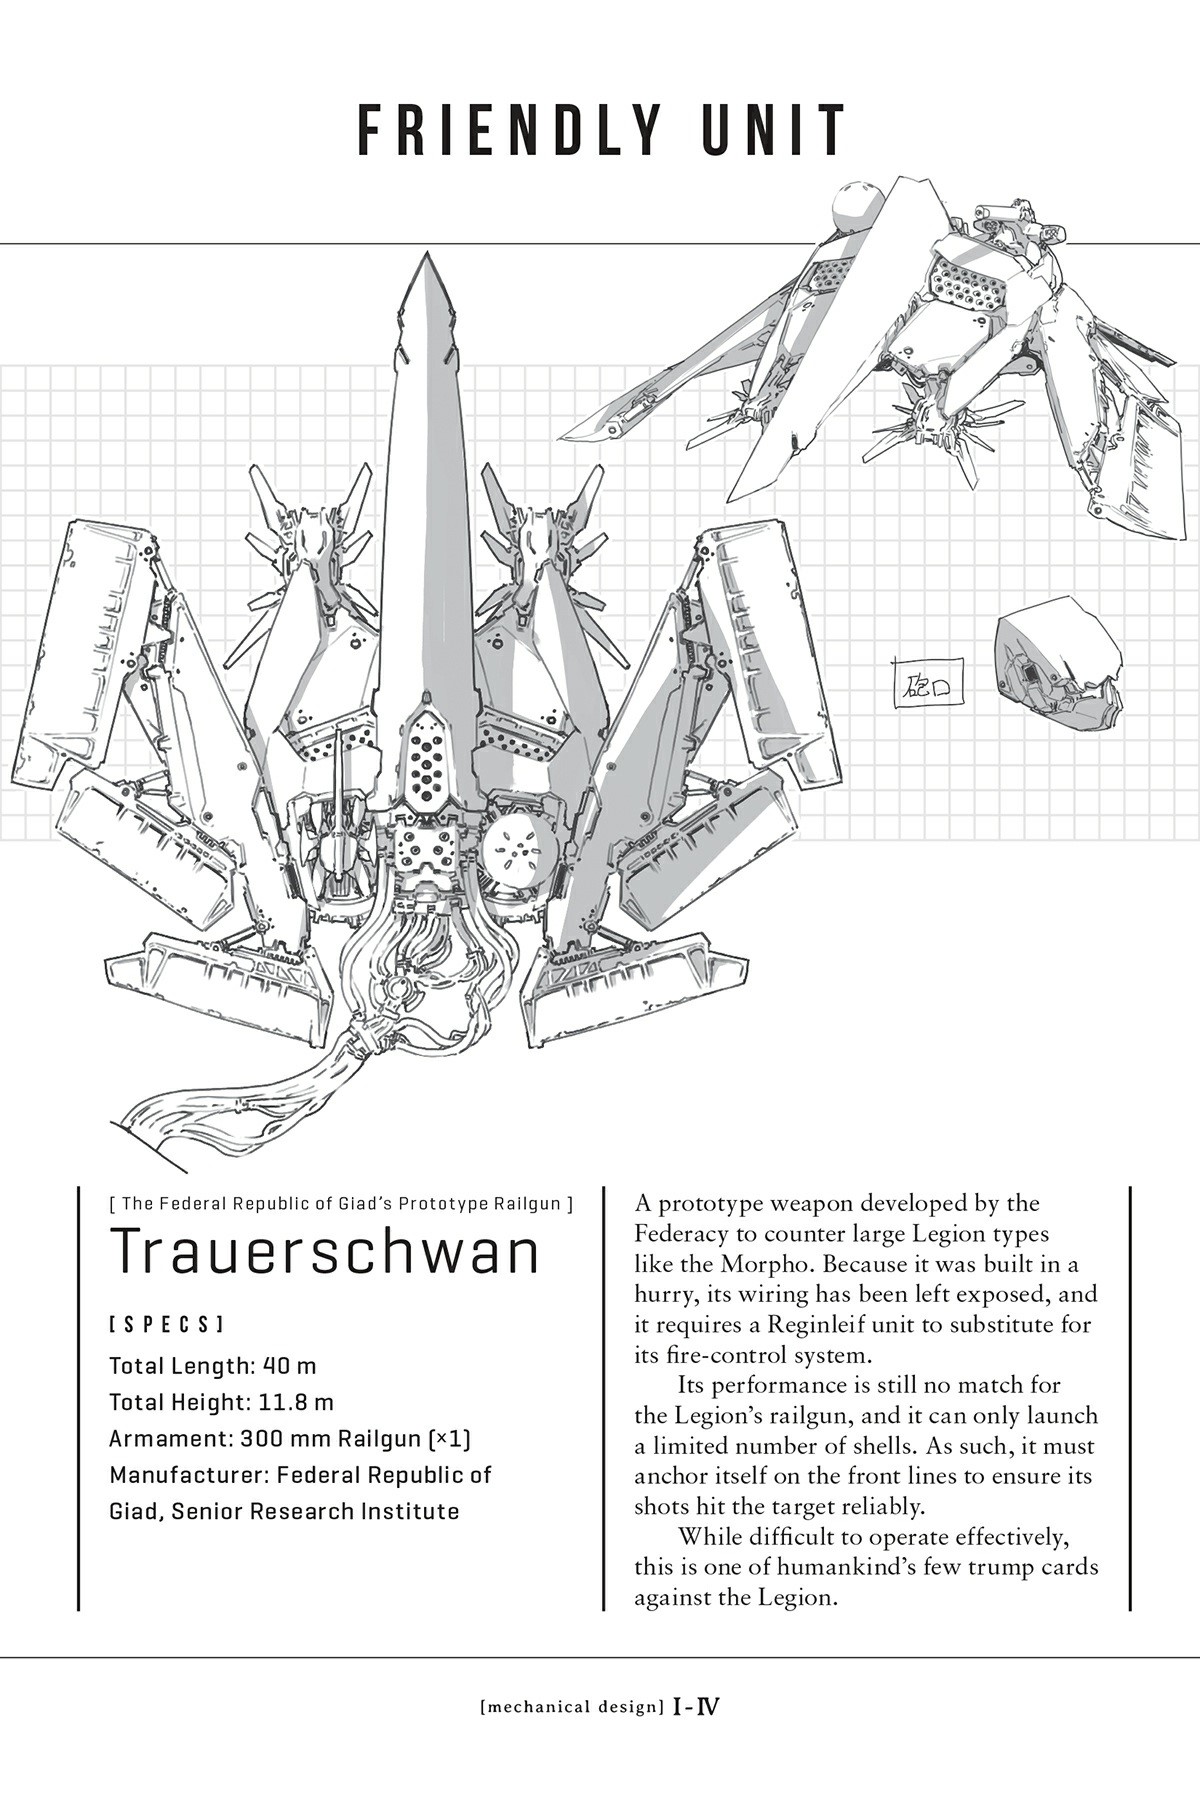 FRIENDLY UNIT
砲口
[ The Federal Republic of Giad's Prototype Railgun ]
Trauerschwan
[SPECS]
Total Length: 40 m
Total Height: 11.8 m
Armament: 300 mm Railgun (×1)
Manufacturer: Federal Republic of
Giad, Senior Research Institute
A prototype weapon developed by the
Federacy to counter large Legion types
like the Morpho. Because it was built in a
hurry, its wiring has been left exposed, and
it requires a Reginleif unit to substitute for
its fire-control system.
Its performance is still no match for
the Legion's railgun, and it can only launch
a limited number of shells. As such, it must
anchor itself on the front lines to ensure its
shots hit the target reliably.
While difficult to operate effectively,
this is one of humankind's few trump cards
against the Legion.
[mechanical design] I-IV